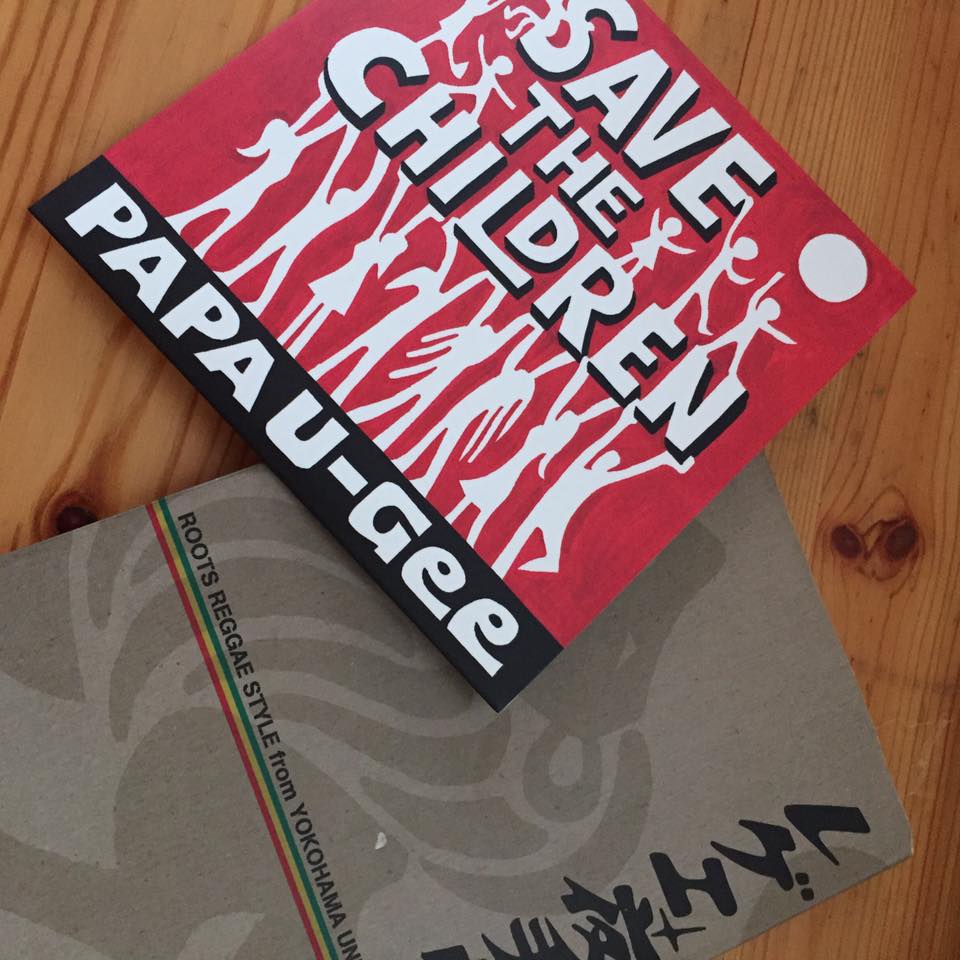 SAVE
THE
CHILDREN
PAPA U-Gee
ROOTS REGGAE STYLE from YOKOHAMA
レゲエ